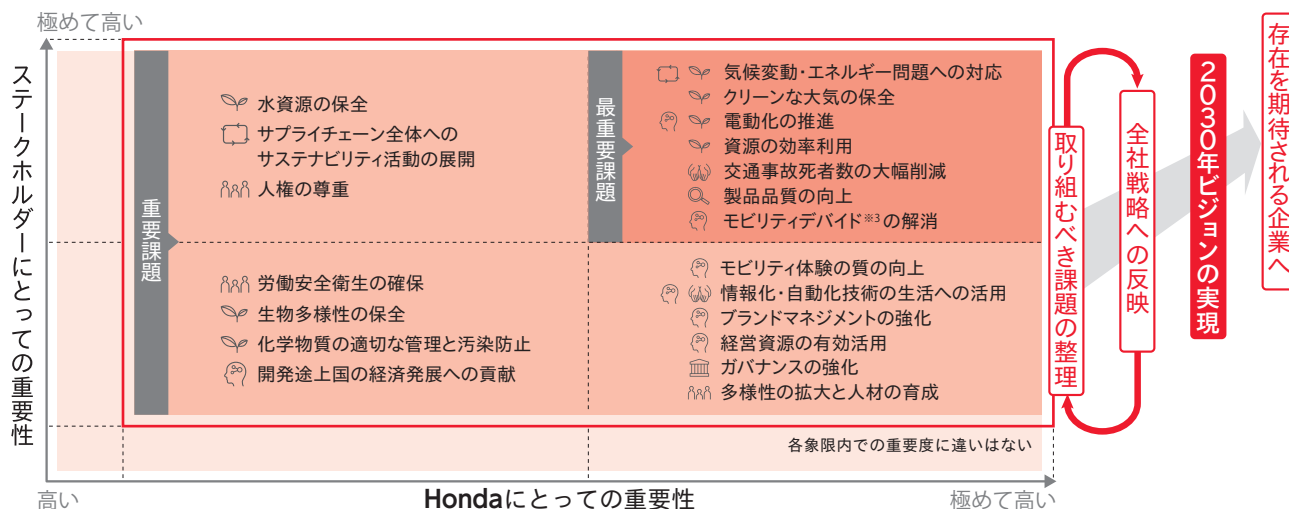 極めて高い
ステークホルダーにとっての重要性
重要課題
水資源の保全
サプライチェーン全体への
サステナビリティ活動の展開
人権の尊重
最重要課題
気候変動・エネルギー問題への対応
クリーンな大気の保全
電動化の推進
資源の効率利用
交通事故死者数の大幅削減
製品品質の向上
モビリティデバイド※3の解消
労働安全衛生の確保
生物多様性の保全
化学物質の適切な管理と汚染防止
開発途上国の経済発展への貢献
モビリティ体験の質の向上
情報化・自動化技術の生活への活用
ブランドマネジメントの強化
経営資源の有効活用
ガバナンスの強化
多様性の拡大と人材の育成
各象限内での重要度に違いはない
高い
Hondaにとっての重要性
極めて高い
取り組むべき課題の整理
全社戦略への反映
2030年ビジョンの実現
存在を期待される企業へ